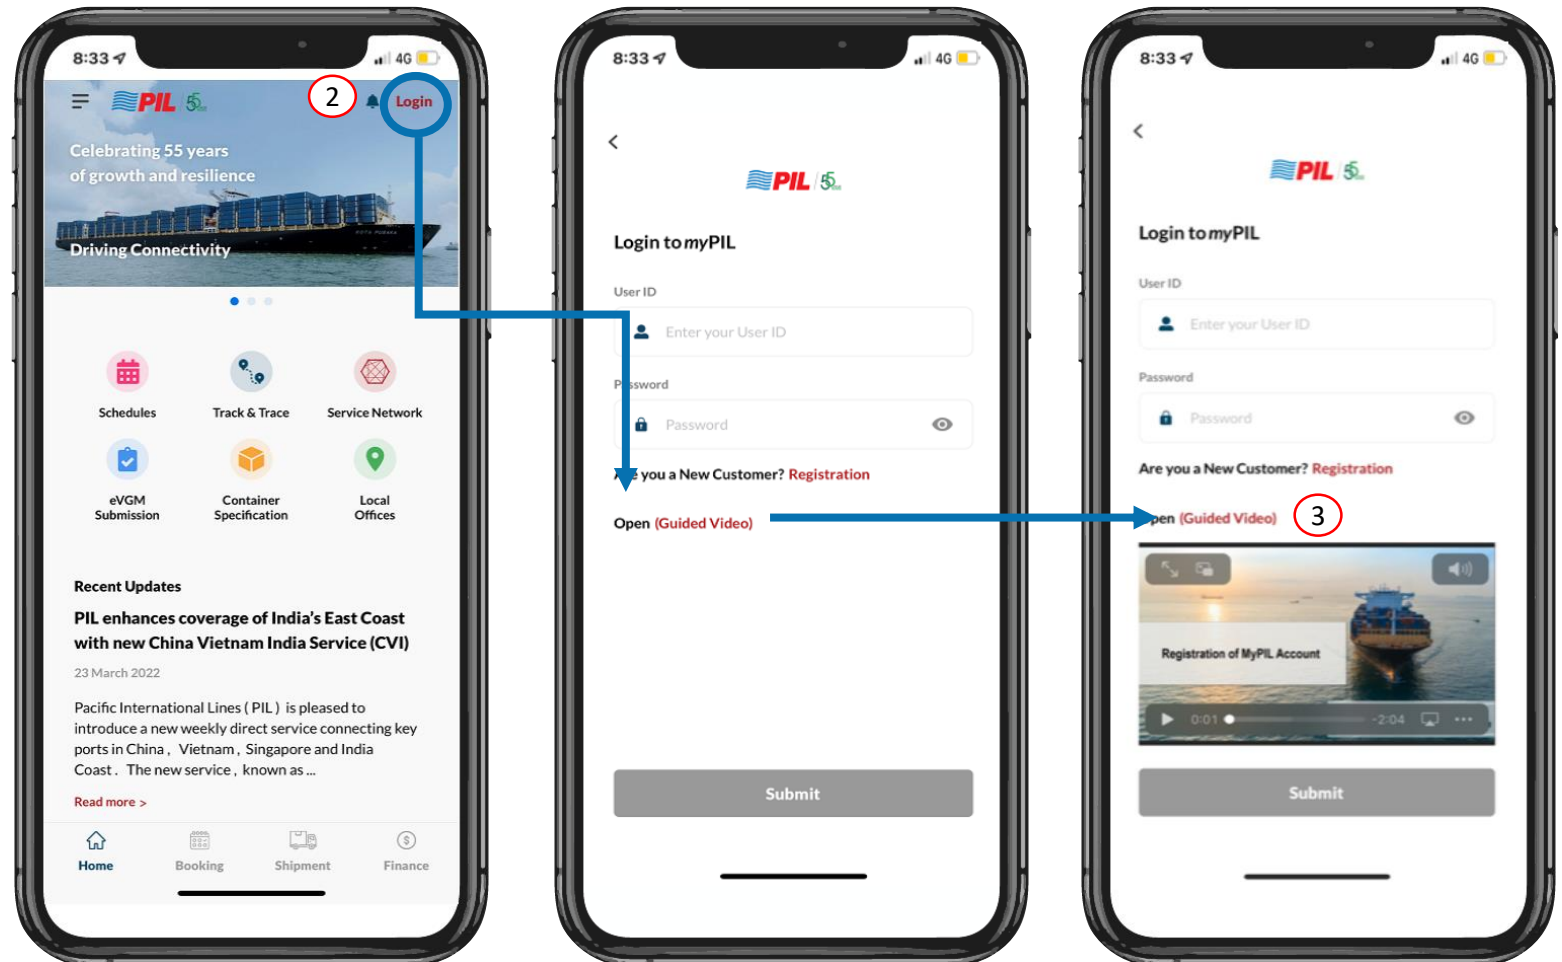 8:33
4G
2
PIL 55
Login
Celebrating 55 years
of growth and resilience
Driving Connectivity
Schedules
Track & Trace
Service Network
eVGM
Submission
Container
Specification
Local
Offices
Recent Updates
PIL enhances coverage of India's East Coast
with new China Vietnam India Service (CVI)
23 March 2022
Pacific International Lines ( PIL ) is pleased to
introduce a new weekly direct service connecting key
ports in China , Vietnam , Singapore and India
Coast . The new service , known as ...
Read more >
Home
Booking
Shipment
Finance
8:33
4G
PIL 55
Login to myPIL
User ID
Enter your User ID
Password
Password
Are you a New Customer? Registration
Open (Guided Video)
Submit
8:33
4G
PIL 55
Login to myPIL
User ID
Enter your User ID
Password
Password
Are you a New Customer? Registration
Open (Guided Video)
3
Registration of MyPIL Account
0:01
-2:04
Submit